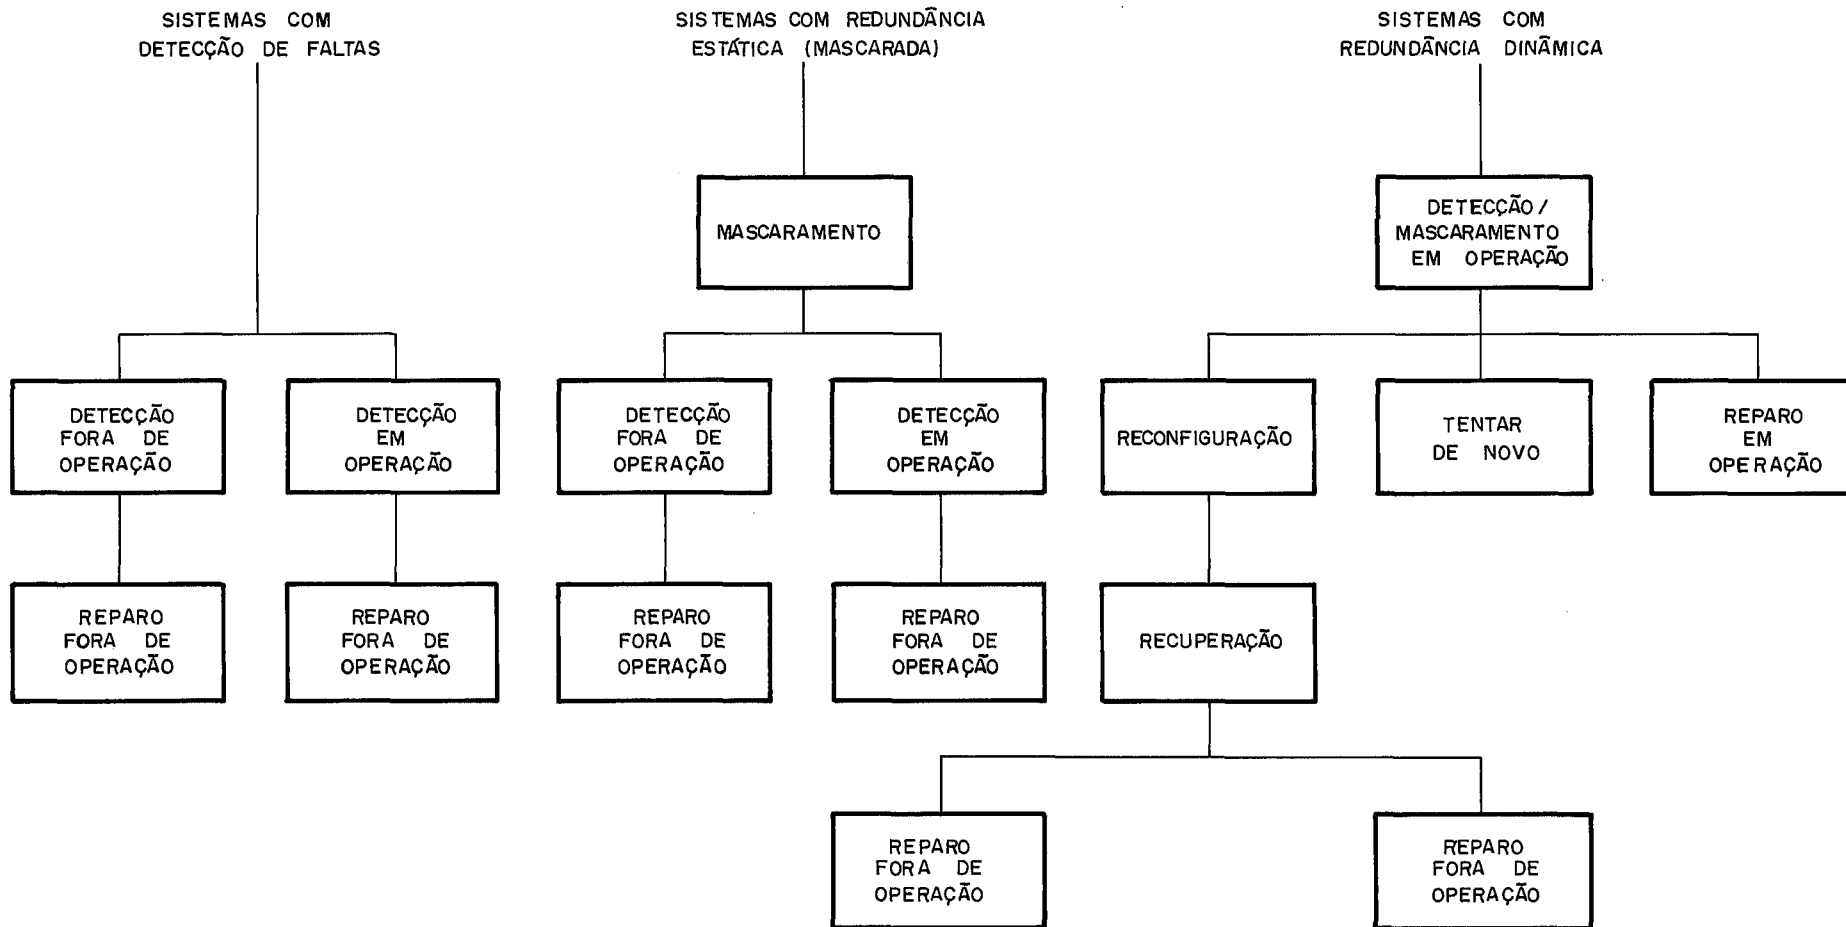 SISTEMAS COM
DETECÇÃO DE FALTAS
SISTEMAS COM REDUNDÂNCIA
ESTÁTICA (MASCARADA)
SISTEMAS COM
REDUNDÂNCIA DINÂMICA
MASCARAMENTO
DETECÇÃO/
MASCARAMENTO
EM OPERAÇÃO
DETECÇÃO
FORA DE
OPERAÇÃO
DETECÇÃO
EM
OPERAÇÃO
DETECÇÃO
FORA DE
OPERAÇÃO
DETECÇÃO
EM
OPERAÇÃO
RECONFIGURAÇÃO
TENTAR
DE NOVO
REPARO
EM
OPERAÇÃO
REPARO
FORA DE
OPERAÇÃO
REPARO
FORA DE
OPERAÇÃO
REPARO
FORA DE
OPERAÇÃO
REPARO
FORA DE
OPERAÇÃO
RECUPERAÇÃO
REPARO
FORA DE
OPERAÇÃO
REPARO
FORA DE
OPERAÇÃO